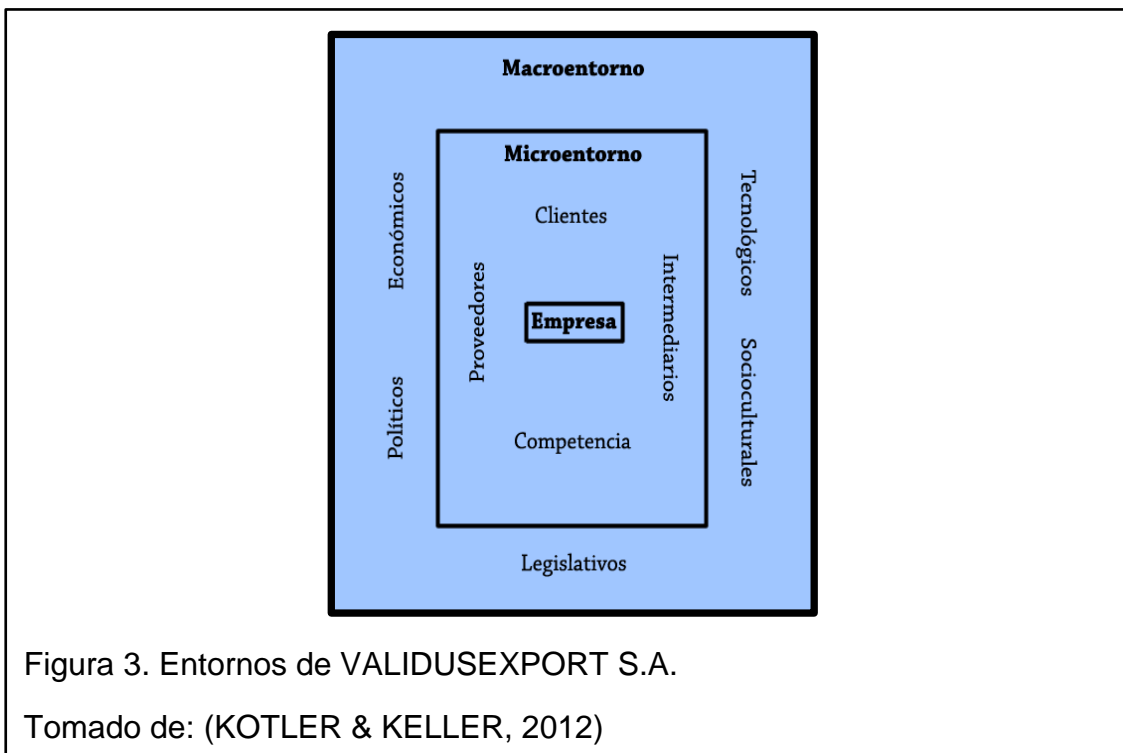 Macroentorno
Microentorno
Clientes
Económicos
Políticos
Proveedores
Empresa
Intermediarios
Tecnológicos
Socioculturales
Competencia
Legislativos
Figura 3. Entornos de VALIDUSEXPORT S.A.
Tomado de: (KOTLER & KELLER, 2012)